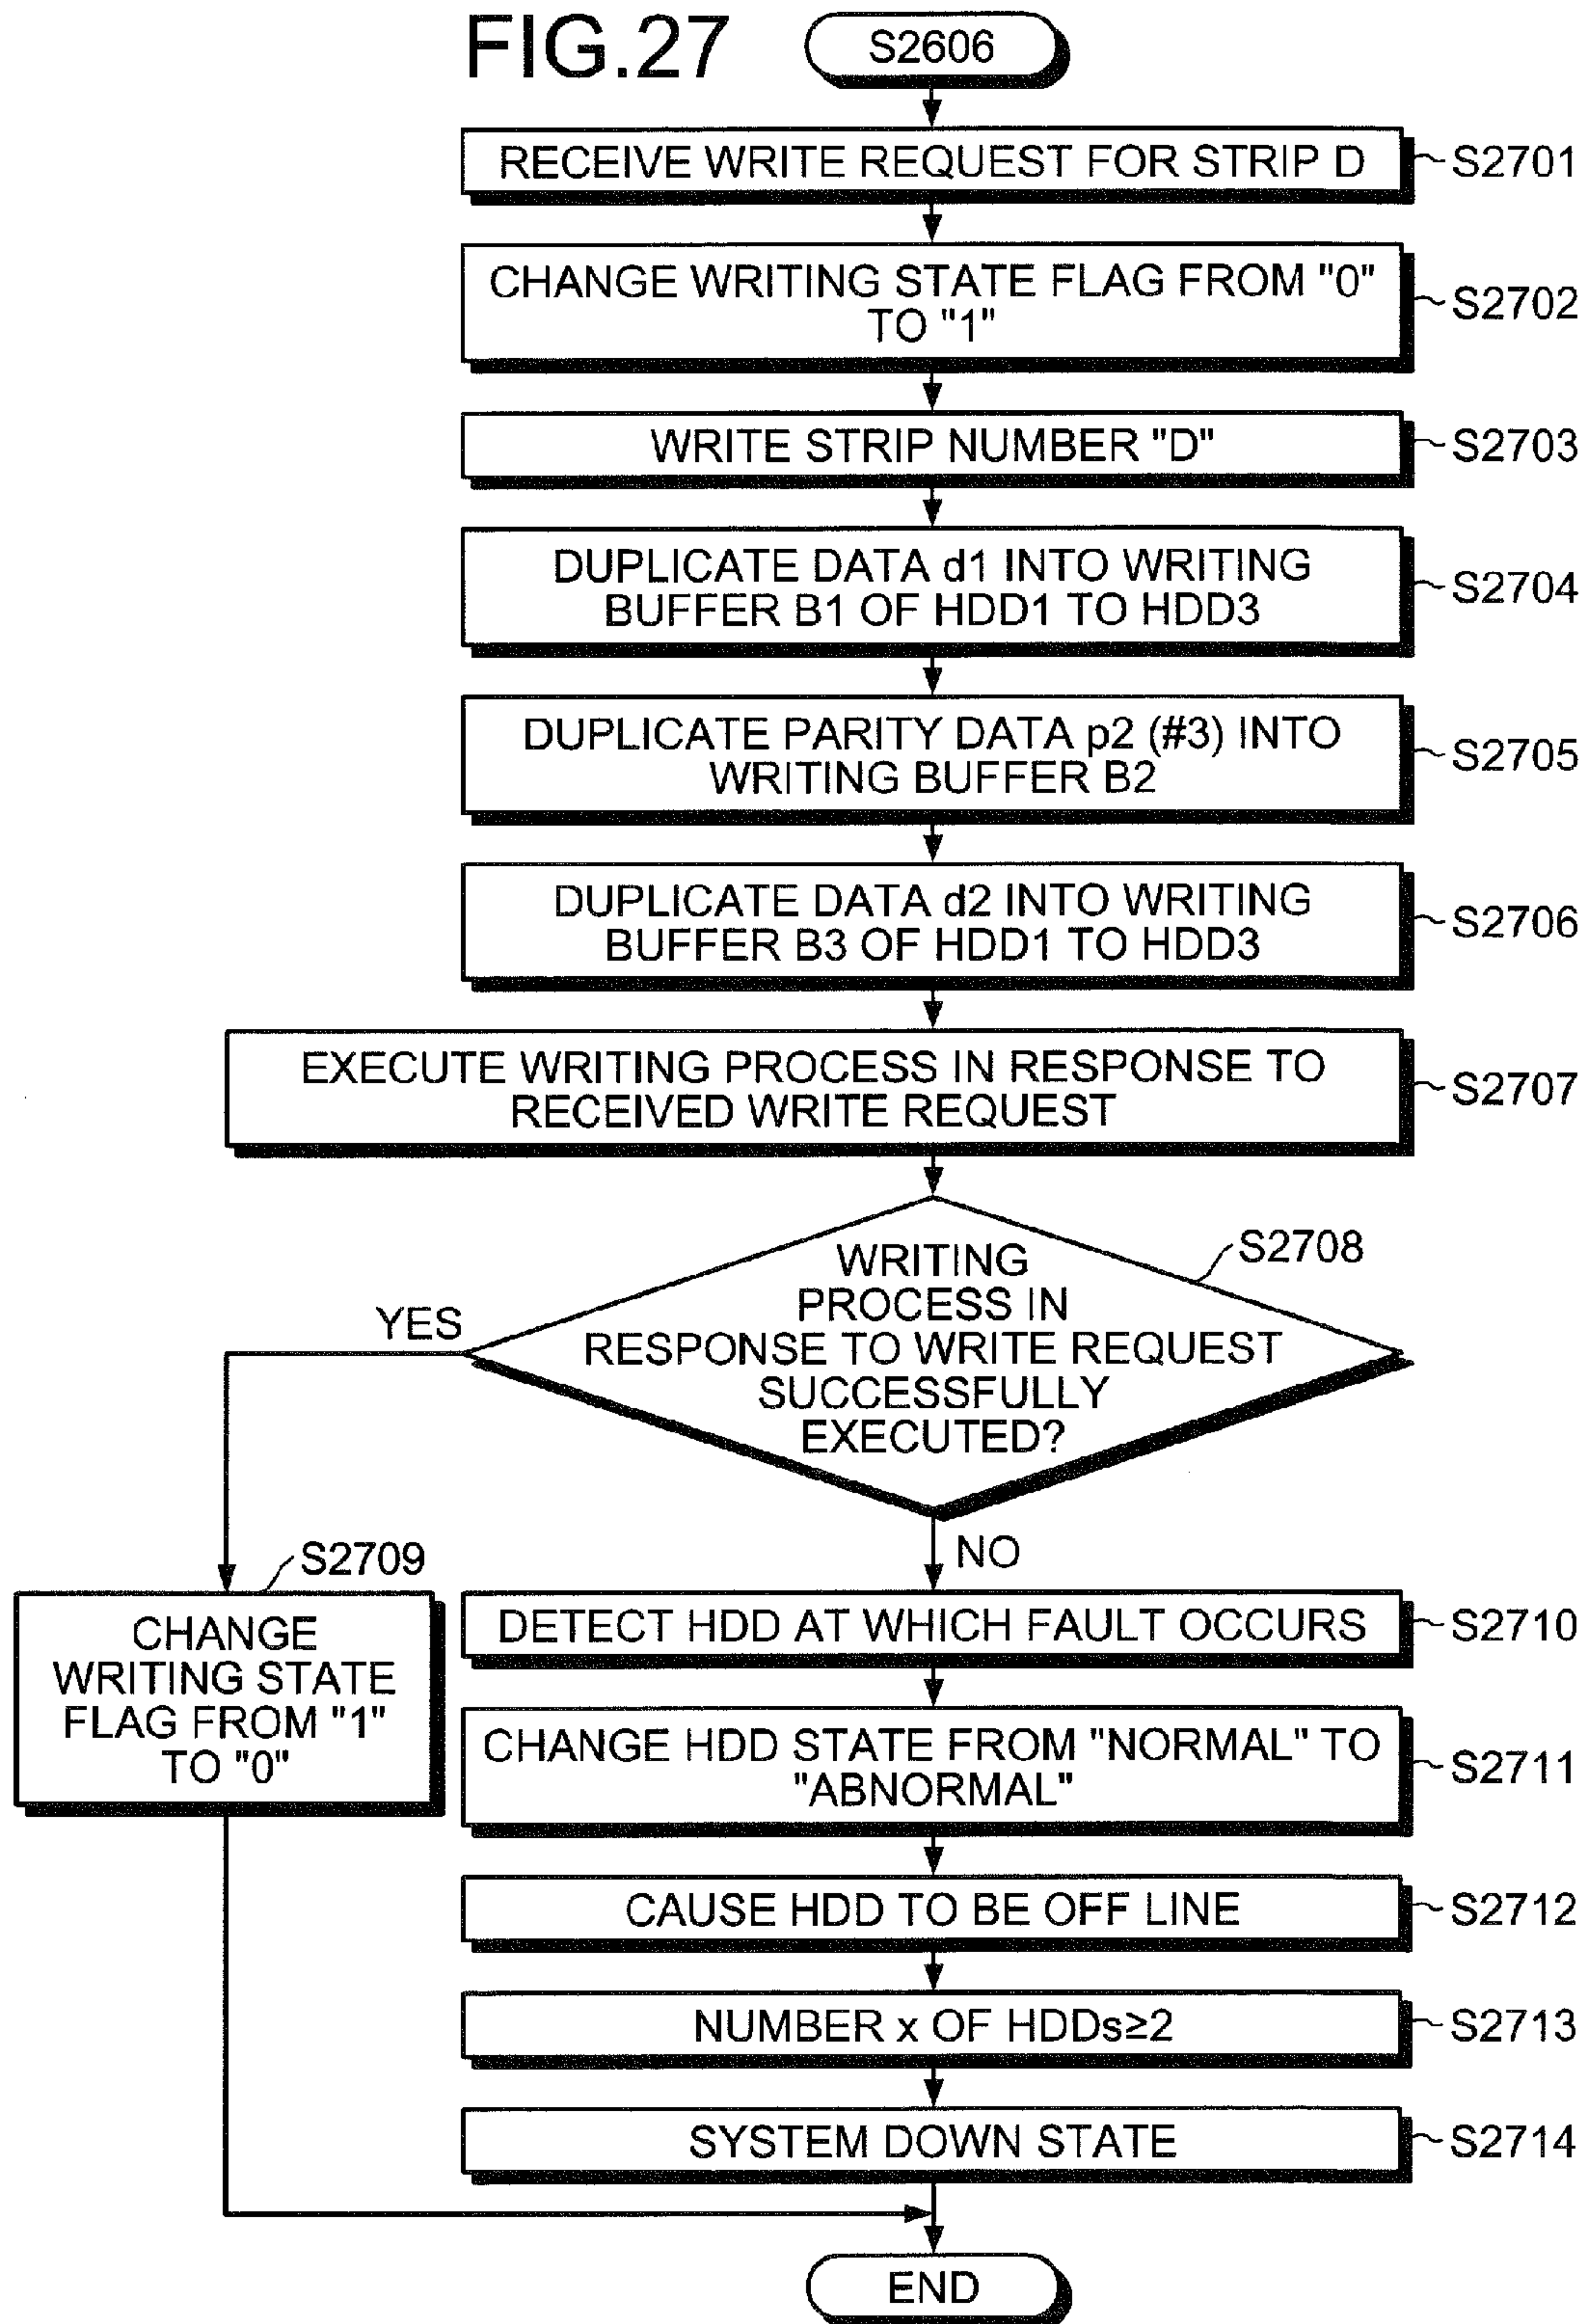 FIG.27
S2606
RECEIVE WRITE REQUEST FOR STRIP D
S2701
CHANGE WRITING STATE FLAG FROM "0"
TO "1"
S2702
WRITE STRIP NUMBER "D"
S2703
DUPLICATE DATA d1 INTO WRITING
BUFFER B1 OF HDD1 TO HDD3
S2704
DUPLICATE PARITY DATA p2 (#3) INTO
WRITING BUFFER B2
S2705
DUPLICATE DATA d2 INTO WRITING
BUFFER B3 OF HDD1 TO HDD3
S2706
EXECUTE WRITING PROCESS IN RESPONSE TO
RECEIVED WRITE REQUEST
S2707
S2708
WRITING
PROCESS IN
RESPONSE TO WRITE REQUEST
SUCCESSFULLY
EXECUTED?
YES
NO
S2709
CHANGE
WRITING STATE
FLAG FROM "1"
TO "0"
DETECT HDD AT WHICH FAULT OCCURS
S2710
CHANGE HDD STATE FROM "NORMAL" TO
"ABNORMAL"
S2711
CAUSE HDD TO BE OFF LINE
S2712
NUMBER x OF HDDs≥2
S2713
SYSTEM DOWN STATE
S2714
END